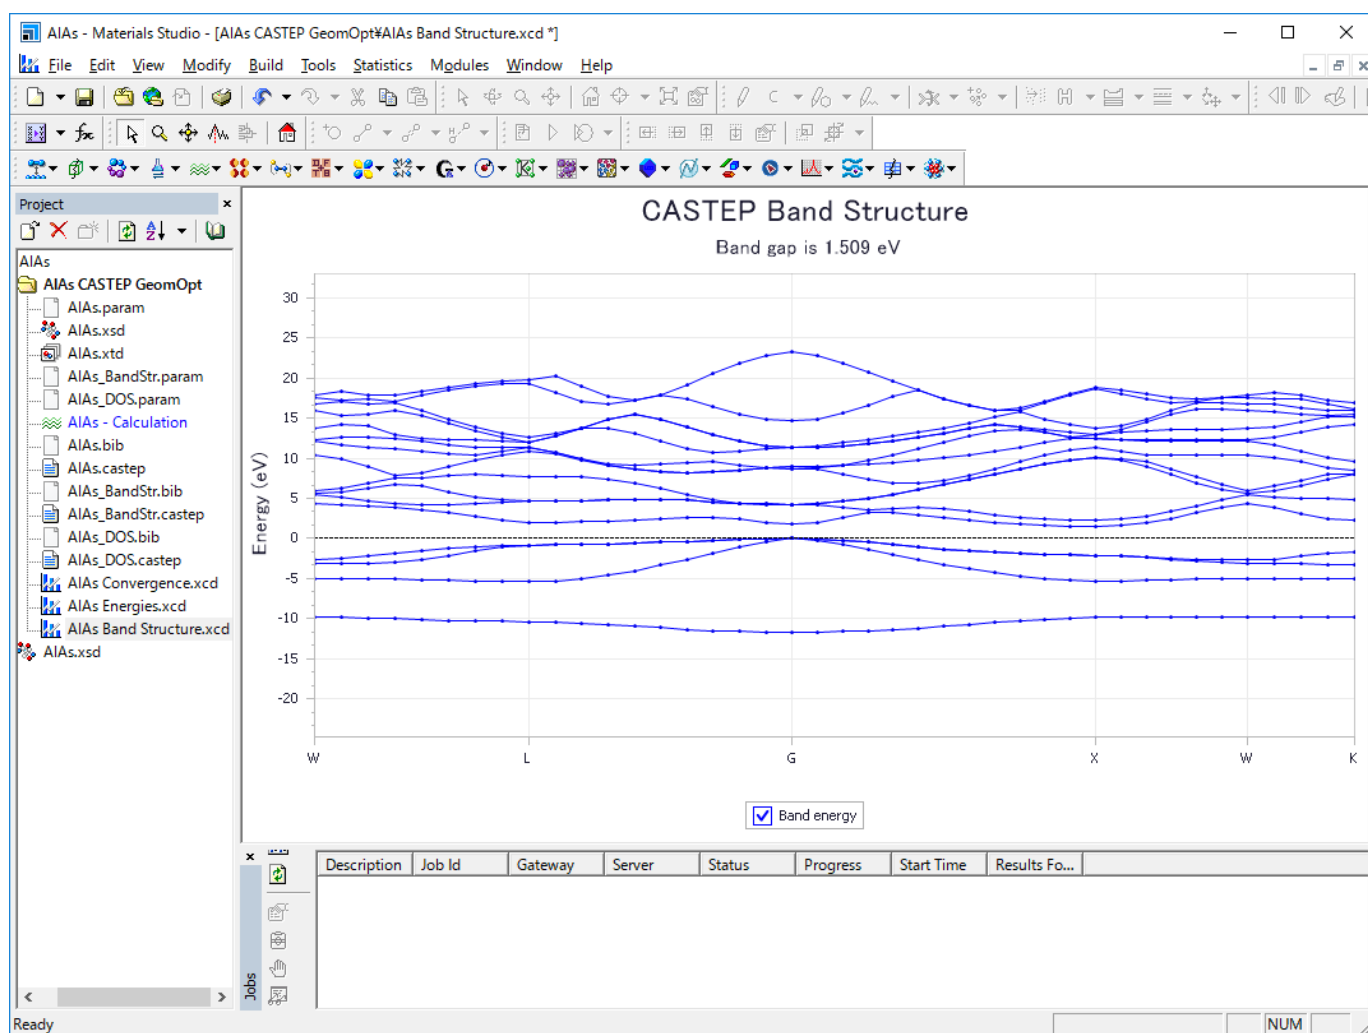 AlAs - Materials Studio - [AlAs CASTEP GeomOpt¥AlAs Band Structure.xcd *]
File Edit View Modify Build Tools Statistics Modules Window Help
Project
AlAs
AlAs CASTEP GeomOpt
AlAs.param
AlAs.xsd
AlAs.xtd
AlAs_BandStr.param
AlAs_DOS.param
AlAs - Calculation
AlAs.bib
AlAs.castep
AlAs_BandStr.bib
AlAs_BandStr.castep
AlAs_DOS.bib
AlAs_DOS.castep
AlAs Convergence.xcd
AlAs Energies.xcd
AlAs Band Structure.xcd
AlAs.xsd
CASTEP Band Structure
Band gap is 1.509 eV
Energy (eV)
30
25
20
15
10
5
0
-5
-10
-15
-20
W L G X W K
Band energy
Jobs
Description Job Id Gateway Server Status Progress Start Time Results Fo...
Ready
NUM